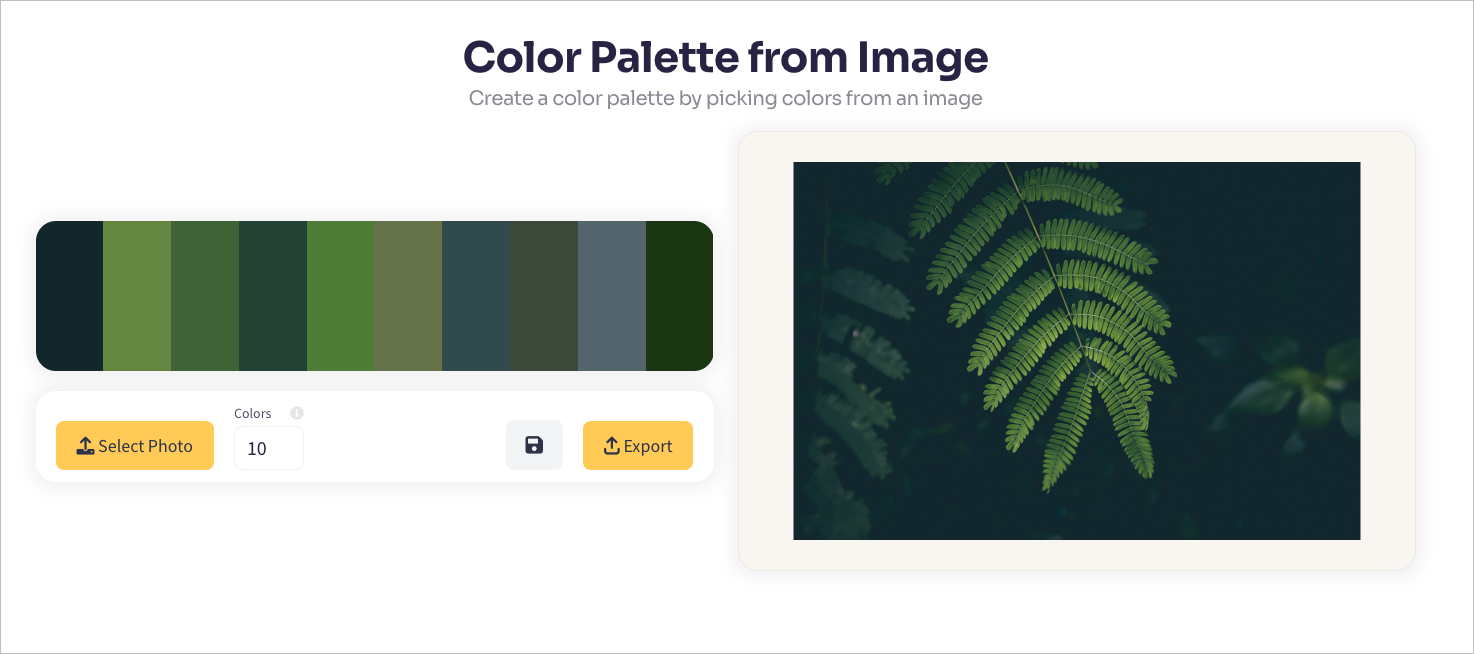 Color Palette from Image
Create a color palette by picking colors from an image
Select Photo
Colors
10
Export